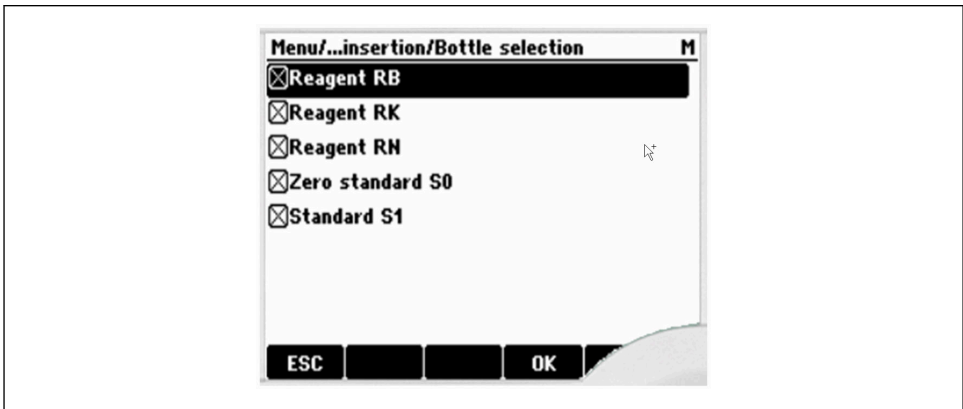 Menu/...insertion/Bottle selection M
Reagent RB
Reagent RK
Reagent RN
Zero standard S0
Standard S1
ESC OK